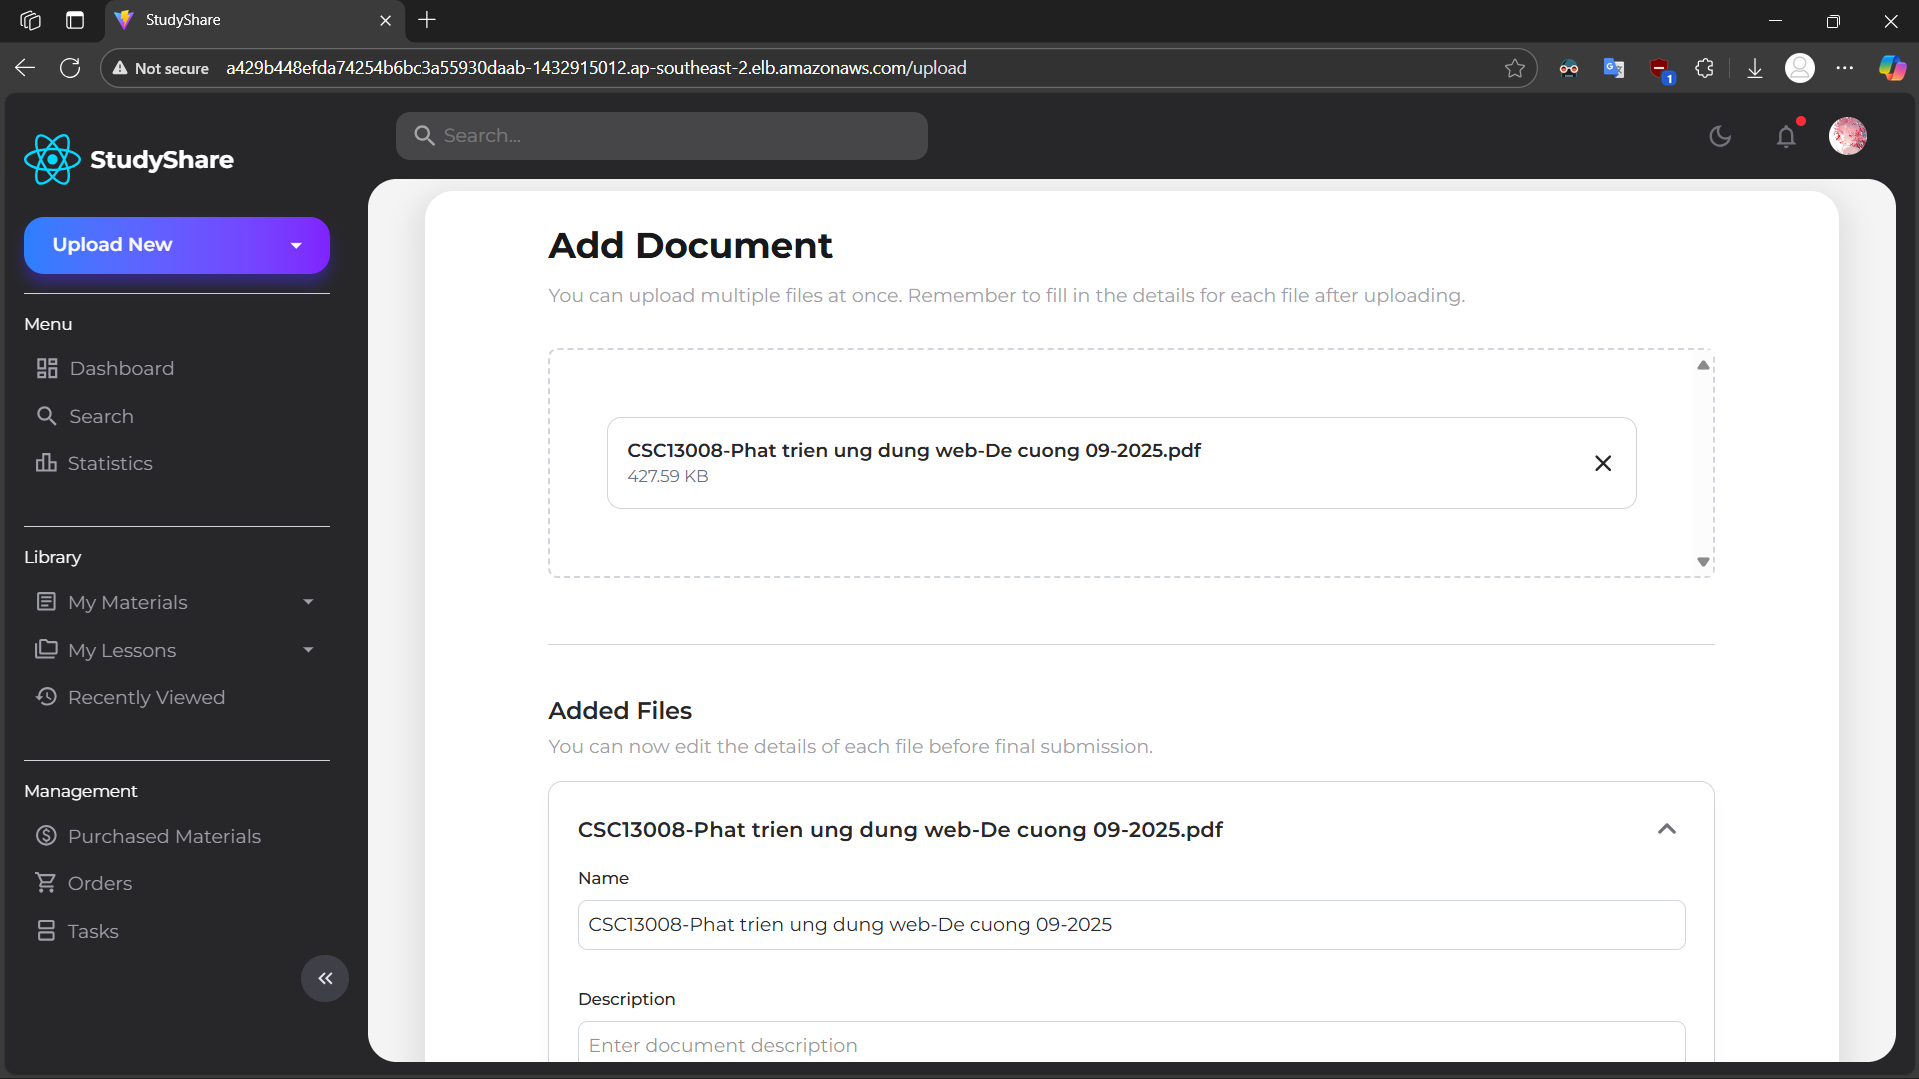 StudyShare
Not secure
a429b448efda74254b6bc3a55930daab-1432915012.ap-southeast-2.elb.amazonaws.com/upload
1
StudyShare
Search...
Upload New
Menu
Dashboard
Search
Statistics
Library
My Materials
My Lessons
Recently Viewed
Management
Purchased Materials
Orders
Tasks
Add Document
You can upload multiple files at once. Remember to fill in the details for each file after uploading.
CSC13008-Phat trien ung dung web-De cuong 09-2025.pdf
427.59 KB
Added Files
You can now edit the details of each file before final submission.
CSC13008-Phat trien ung dung web-De cuong 09-2025.pdf
Name
CSC13008-Phat trien ung dung web-De cuong 09-2025
Description
Enter document description